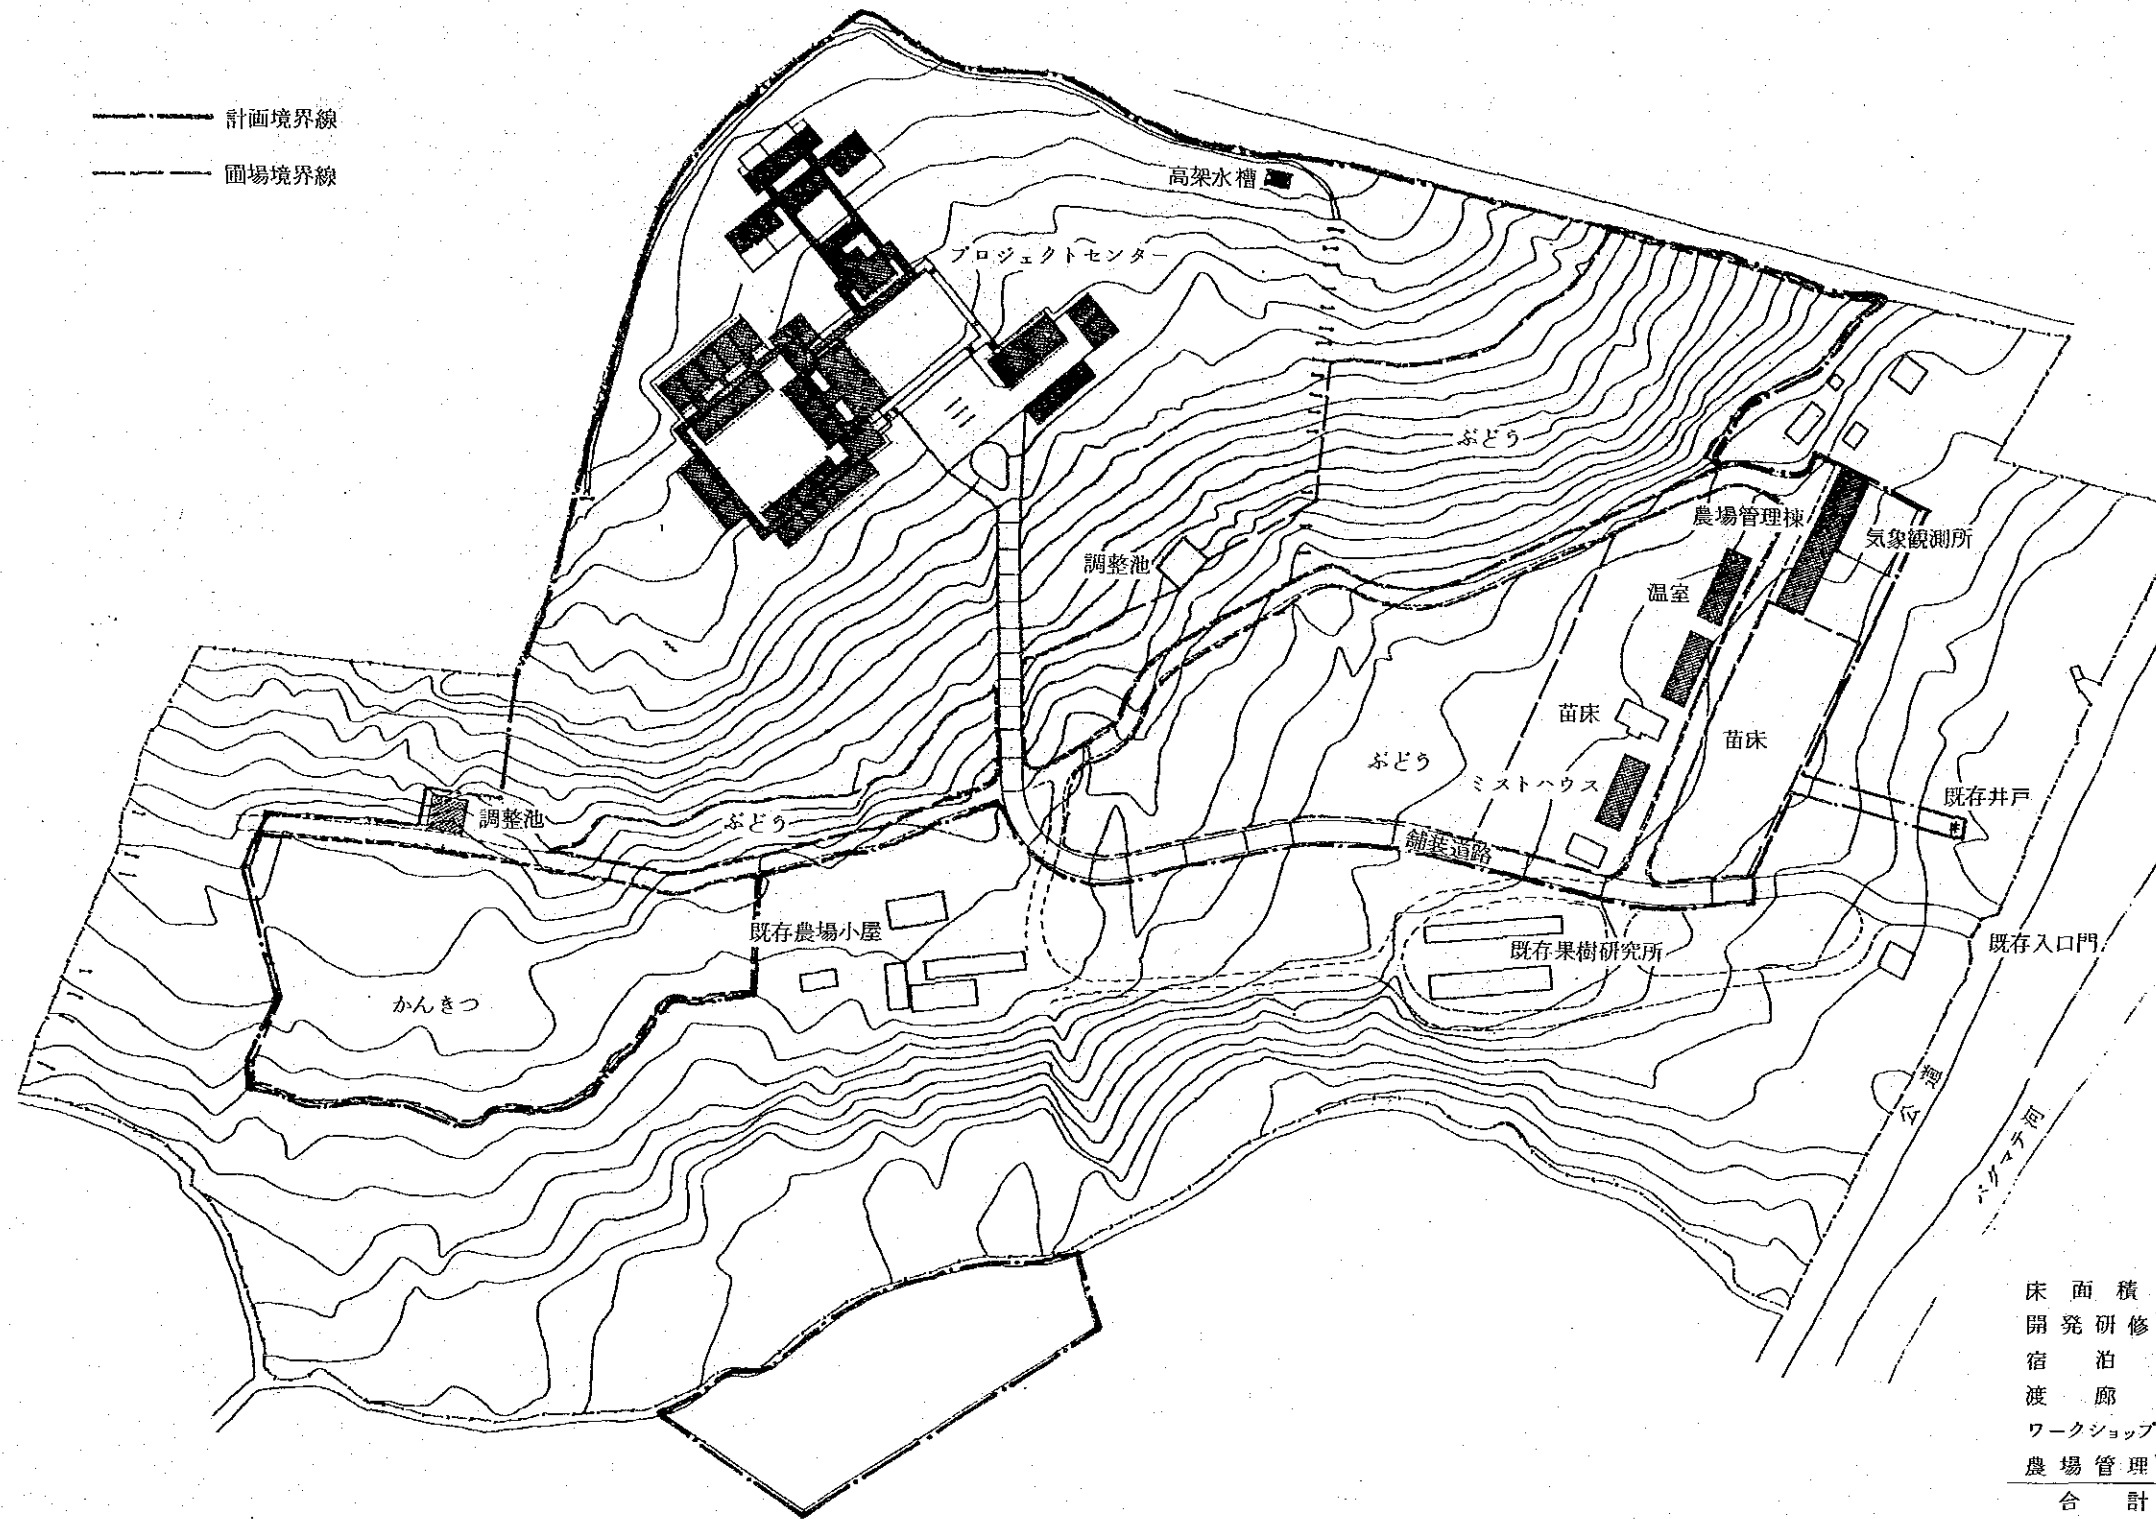 計画境界線
圃場境界線
高架水槽
プロジェクトセンター
ぶどう
農場管理棟
気象観測所
調整池
温室
苗床
苗床
ぶどう
ミストハウス
既存井戸
調整池
ぶどう
舗装道路
既存農場小屋
既存果樹研究所
既存入口門
かんきつ
公道
バグマテ河
床面積
開発研修
宿泊
渡廊
ワークショップ
農場管理
合計